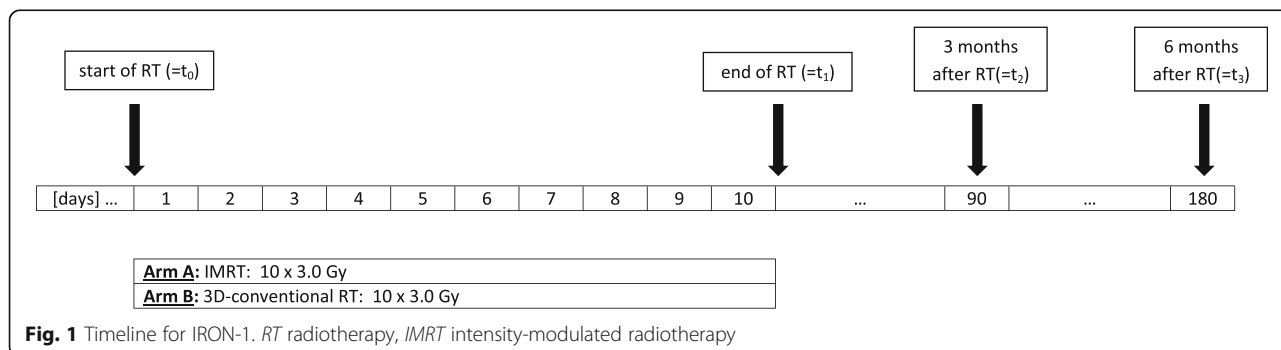 start of RT (=t0)
end of RT (=t1)
3 months
after RT(=t2)
6 months
after RT(=t3)
[days] ... 1 2 3 4 5 6 7 8 9 10 ... 90 ... 180
Arm A: IMRT: 10 x 3.0 Gy
Arm B: 3D-conventional RT: 10 x 3.0 Gy
Fig. 1 Timeline for IRON-1. RT radiotherapy, IMRT intensity-modulated radiotherapy